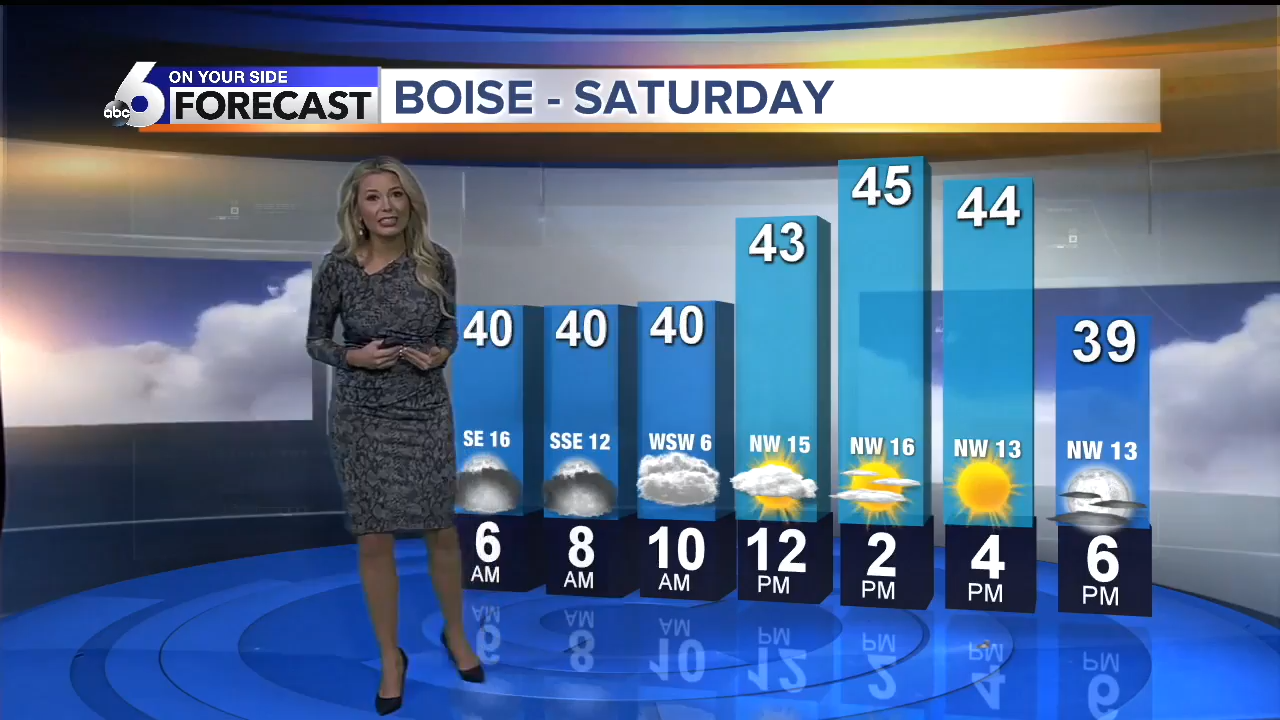 abc 6
ON YOUR SIDE
FORECAST
BOISE - SATURDAY
40 40 40 43 45 44 39
SE 16 SSE 12 WSW 6 NW 15 NW 16 NW 13 NW 13
6 8 10 12 2 4 6
AM AM AM PM PM PM PM